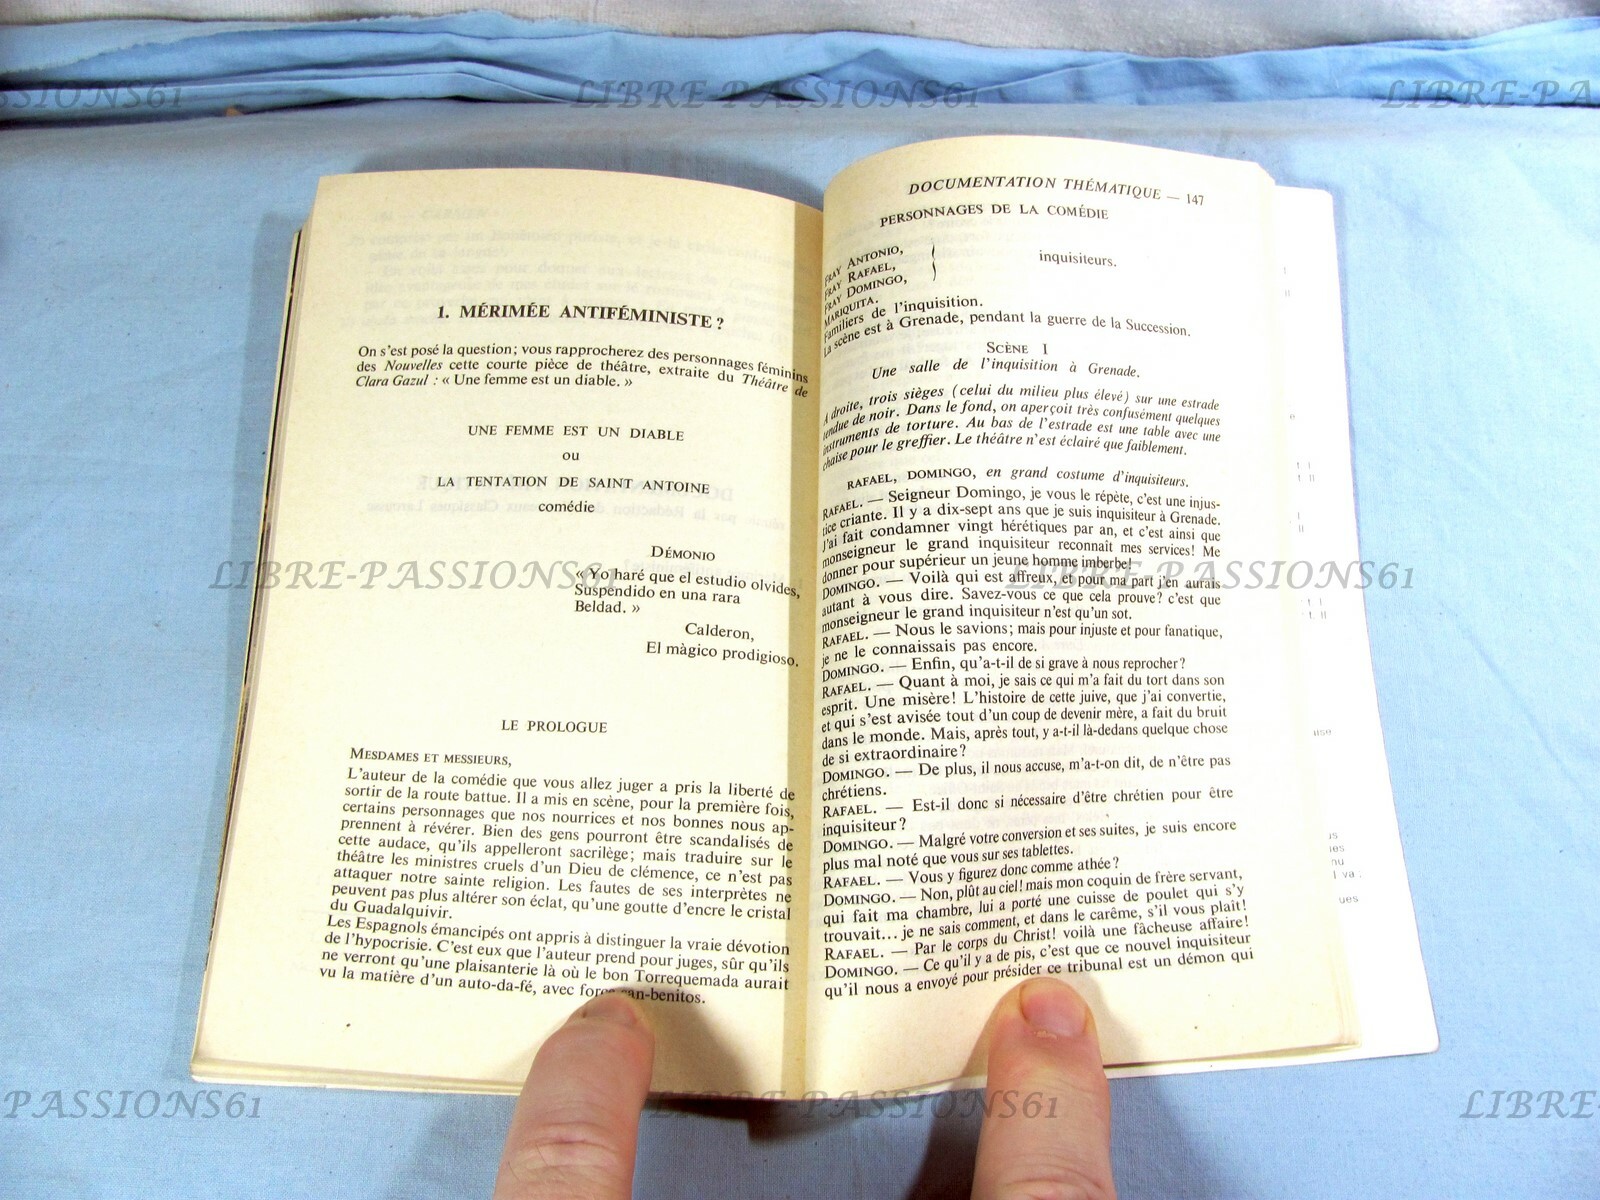 1. MÉRIMÉE ANTIFÉMINISTE ?
On s'est posé la question; vous rapprocherez des personnages féminins
des Nouvelles cette courte pièce de théâtre, extraite du Théâtre de
Clara Gazul : « Une femme est un diable. »
UNE FEMME EST UN DIABLE
ou
LA TENTATION DE SAINT ANTOINE
comédie
DÉMONIO
« Yo haré que el estudio olvides,
Suspendido en una rara
Beldad. »
Calderon,
El màgico prodigioso.
LE PROLOGUE
MESDAMES ET MESSIEURS,
L'auteur de la comédie que vous allez juger a pris la liberté de
sortir de la route battue. Il a mis en scène, pour la première fois,
certains personnages que nos nourrices et nos bonnes nous ap-
prennent à révérer. Bien des gens pourront être scandalisés de
cette audace, qu'ils appelleront sacrilège; mais traduire sur le
théâtre les ministres cruels d'un Dieu de clémence, ce n'est pas
attaquer notre sainte religion. Les fautes de ses interprètes ne
peuvent pas plus altérer son éclat, qu'une goutte d'encre le cristal
du Guadalquivir.
Les Espagnols émancipés ont appris à distinguer la vraie dévotion
de l'hypocrisie. C'est eux que l'auteur prend pour juges, sûr qu'ils
ne verront qu'une plaisanterie là où le bon Torrequemada aurait
vu la matière d'un auto-da-fé, avec force san-benitos.
DOCUMENTATION THÉMATIQUE — 147
PERSONNAGES DE LA COMÉDIE
FRAY ANTONIO,
FRAY RAFAEL,
FRAY DOMINGO,
inquisiteurs.
MARIQUITA.
Familiers de l'inquisition.
La scène est à Grenade, pendant la guerre de la Succession.
SCÈNE I
Une salle de l'inquisition à Grenade.
A droite, trois sièges (celui du milieu plus élevé) sur une estrade
tendue de noir. Dans le fond, on aperçoit très confusément quelques
instruments de torture. Au bas de l'estrade est une table avec une
chaise pour le greffier. Le théâtre n'est éclairé que faiblement.
RAFAEL, DOMINGO, en grand costume d'inquisiteurs.
RAFAEL. — Seigneur Domingo, je vous le répète, c'est une injus-
tice criante. Il y a dix-sept ans que je suis inquisiteur à Grenade.
J'ai fait condamner vingt hérétiques par an, et c'est ainsi que
monseigneur le grand inquisiteur reconnaît mes services! Me
donner pour supérieur un jeune homme imberbe!
DOMINGO. — Voilà qui est affreux, et pour ma part j'en aurais
autant à vous dire. Savez-vous ce que cela prouve? c'est que
monseigneur le grand inquisiteur n'est qu'un sot.
RAFAEL. — Nous le savions; mais pour injuste et pour fanatique,
je ne le connaissais pas encore.
DOMINGO. — Enfin, qu'a-t-il de si grave à nous reprocher?
RAFAEL. — Quant à moi, je sais ce qui m'a fait du tort dans son
esprit. Une misère! L'histoire de cette juive, que j'ai convertie,
et qui s'est avisée tout d'un coup de devenir mère, a fait du bruit
dans le monde. Mais, après tout, y a-t-il là-dedans quelque chose
de si extraordinaire?
DOMINGO. — De plus, il nous accuse, m'a-t-on dit, de n'être pas
chrétiens.
RAFAEL. — Est-il donc si nécessaire d'être chrétien pour être
inquisiteur?
DOMINGO. — Malgré votre conversion et ses suites, je suis encore
plus mal noté que vous sur ses tablettes.
RAFAEL. — Vous y figurez donc comme athée?
DOMINGO. — Non, plût au ciel! mais mon coquin de frère servant,
qui fait ma chambre, lui a porté une cuisse de poulet qui s'y
trouvait... je ne sais comment, et dans le carême, s'il vous plaît!
RAFAEL. — Par le corps du Christ! voilà une fâcheuse affaire!
DOMINGO. — Ce qu'il y a de pis, c'est que ce nouvel inquisiteur
qu'il nous a envoyé pour présider ce tribunal est un démon qui
LIBRE-PASSIONS61